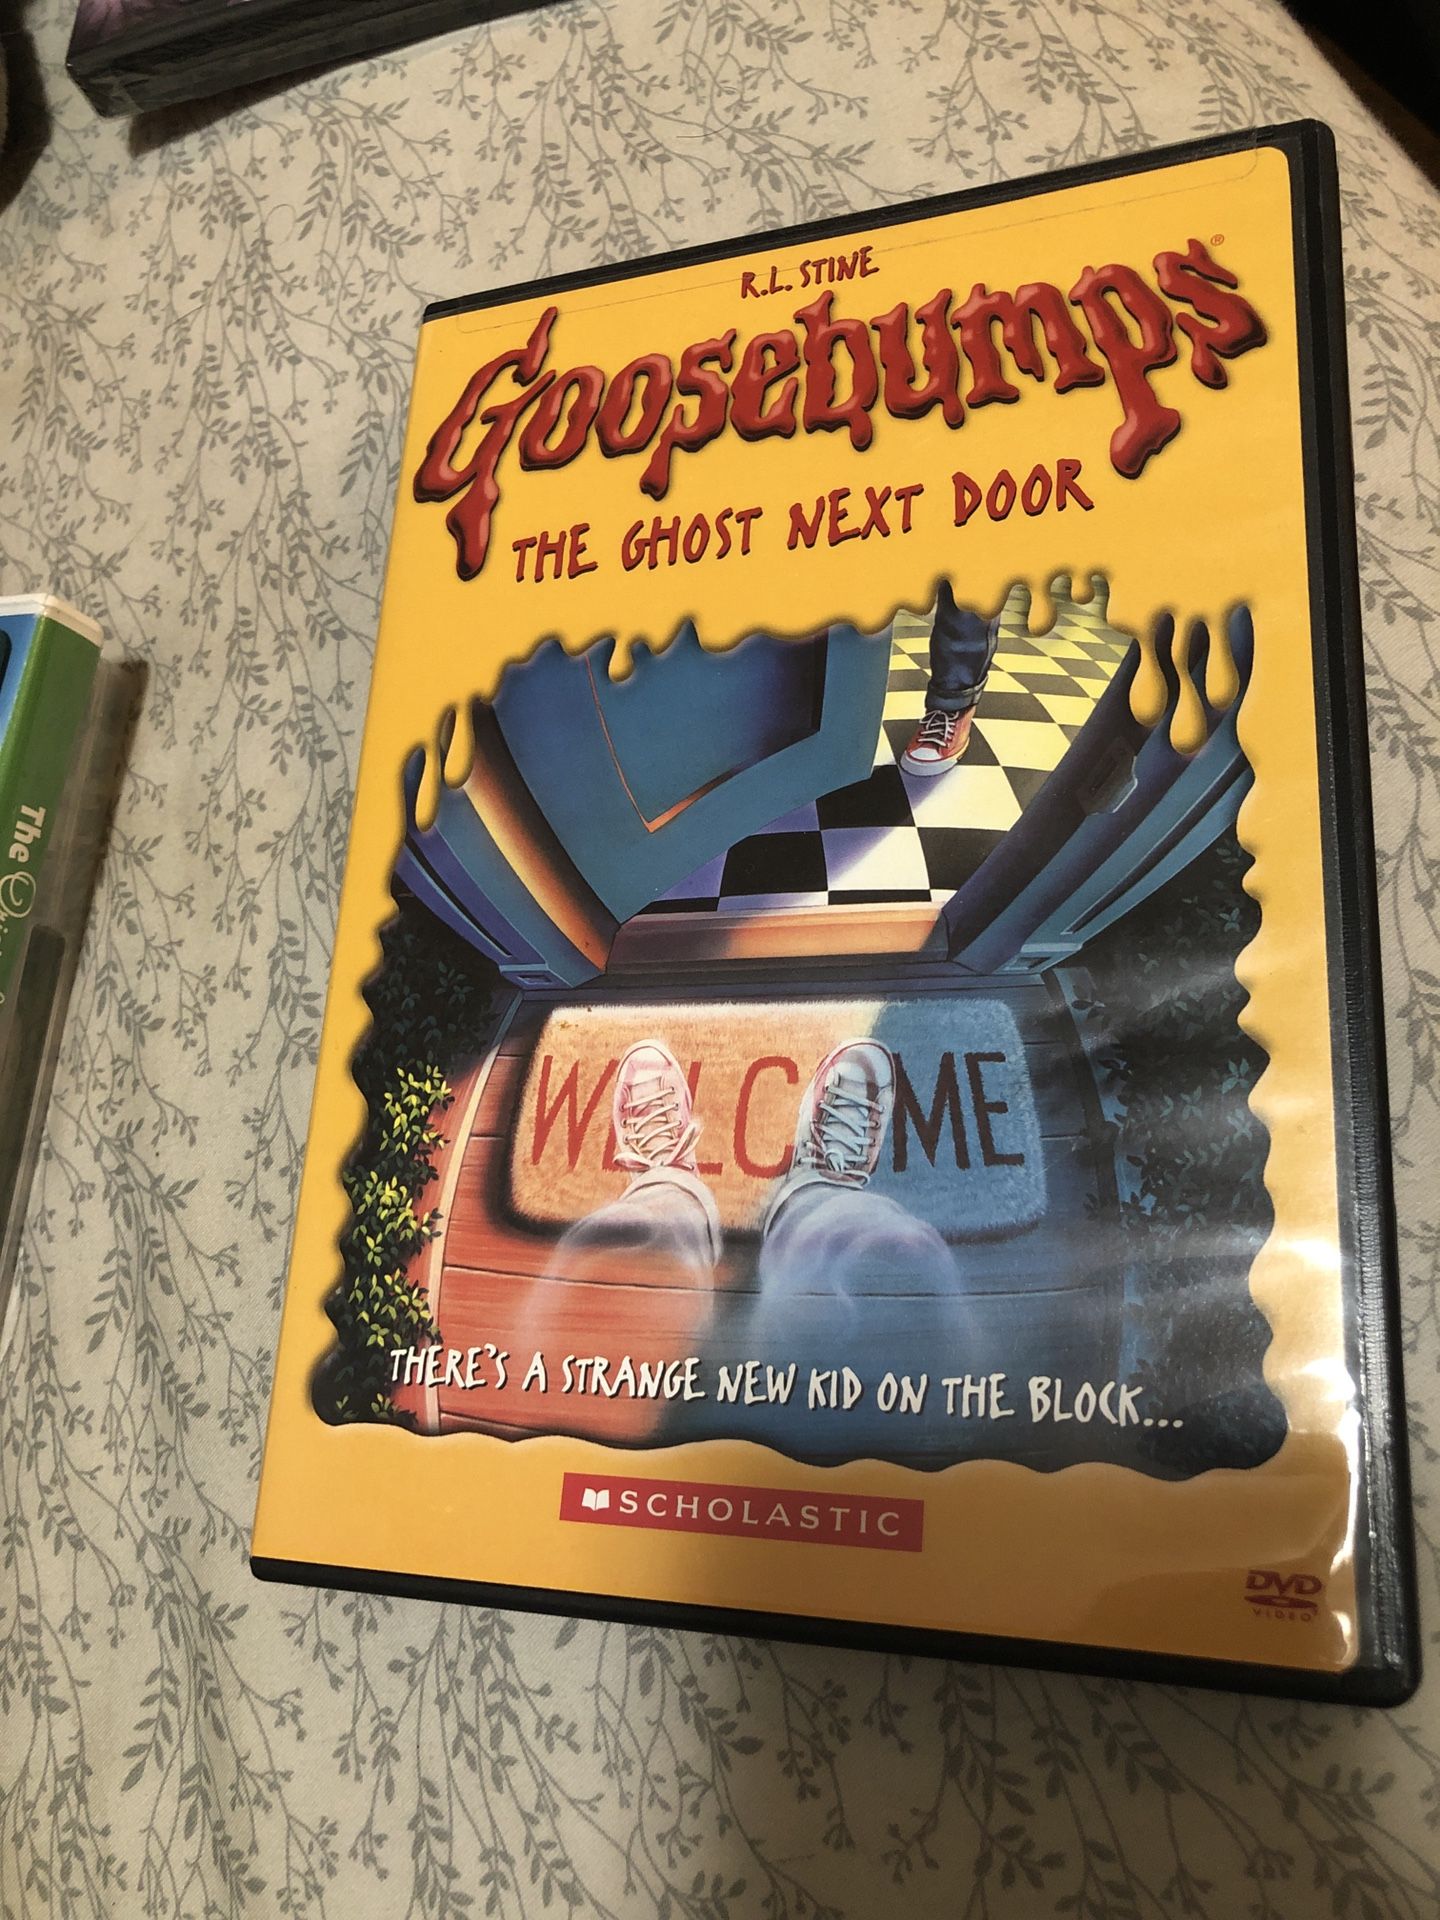 R.L. STINE
Goosebumps®
THE GHOST NEXT DOOR
WELCOME
THERE'S A STRANGE NEW KID ON THE BLOCK...
SCHOLASTIC
DVD
VIDEO
The